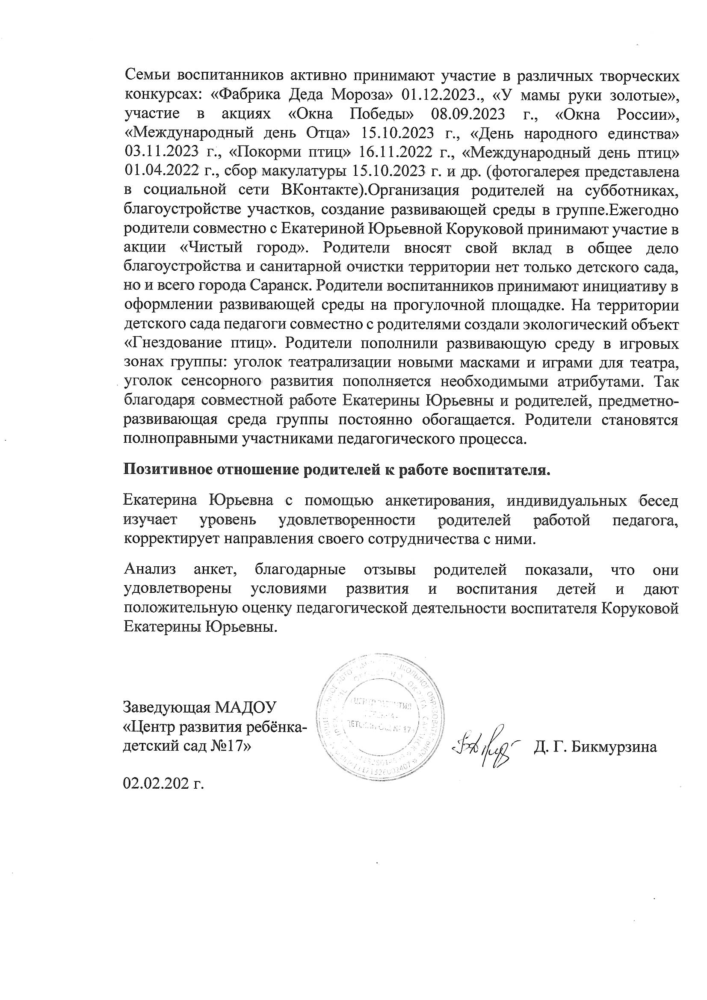 Семьи воспитанников активно принимают участие в различных творческих
конкурсах: «Фабрика Деда Мороза» 01.12.2023., «У мамы руки золотые»,
участие в акциях «Окна Победы» 08.09.2023 г., «Окна России»,
«Международный день Отца» 15.10.2023 г., «День народного единства»
03.11.2023 г., «Покорми птиц» 16.11.2022 г., «Международный день птиц»
01.04.2022 г., сбор макулатуры 15.10.2023 г. и др. (фотогалерея представлена
в социальной сети ВКонтакте).Организация родителей на субботниках,
благоустройстве участков, создание развивающей среды в группе.Ежегодно
родители совместно с Екатериной Юрьевной Коруковой принимают участие в
акции «Чистый город». Родители вносят свой вклад в общее дело
благоустройства и санитарной очистки территории нет только детского сада,
но и всего города Саранск. Родители воспитанников принимают инициативу в
оформлении развивающей среды на прогулочной площадке. На территории
детского сада педагоги совместно с родителями создали экологический объект
«Гнездование птиц». Родители пополнили развивающую среду в игровых
зонах группы: уголок театрализации новыми масками и играми для театра,
уголок сенсорного развития пополняется необходимыми атрибутами. Так
благодаря совместной работе Екатерины Юрьевны и родителей, предметно-
развивающая среда группы постоянно обогащается. Родители становятся
полноправными участниками педагогического процесса.
Позитивное отношение родителей к работе воспитателя.
Екатерина Юрьевна с помощью анкетирования, индивидуальных бесед
изучает уровень удовлетворенности родителей работой педагога,
корректирует направления своего сотрудничества с ними.
Анализ анкет, благодарные отзывы родителей показали, что они
удовлетворены условиями развития и воспитания детей и дают
положительную оценку педагогической деятельности воспитателя Коруковой
Екатерины Юрьевны.
Заведующая МАДОУ
«Центр развития ребёнка-
детский сад №17»
Д. Г. Бикмурзина
02.02.202 г.